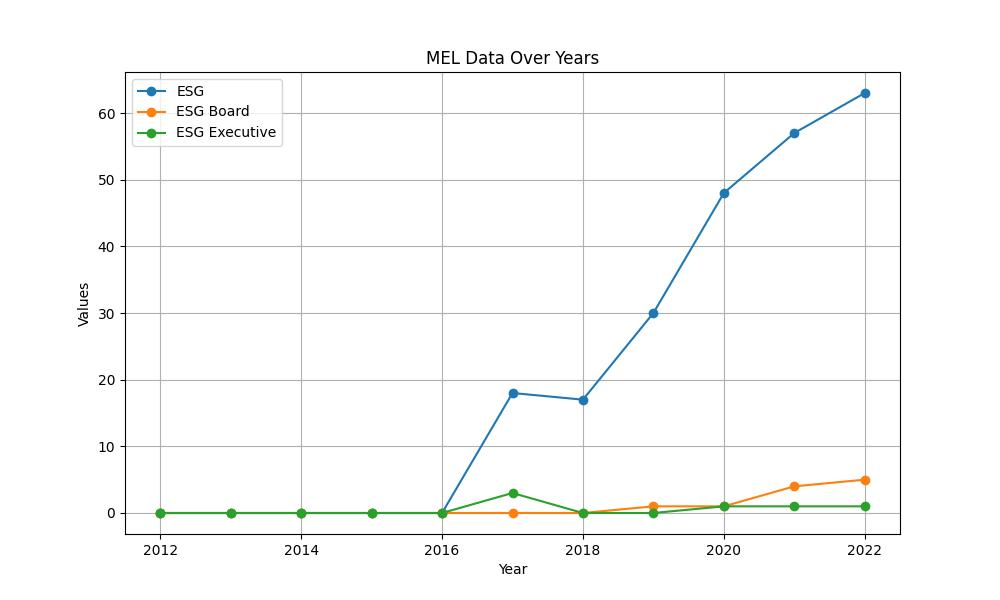 MEL Data Over Years
ESG
ESG Board
ESG Executive
60
50
40
30
20
10
0
Values
2012 2014 2016 2018 2020 2022
Year